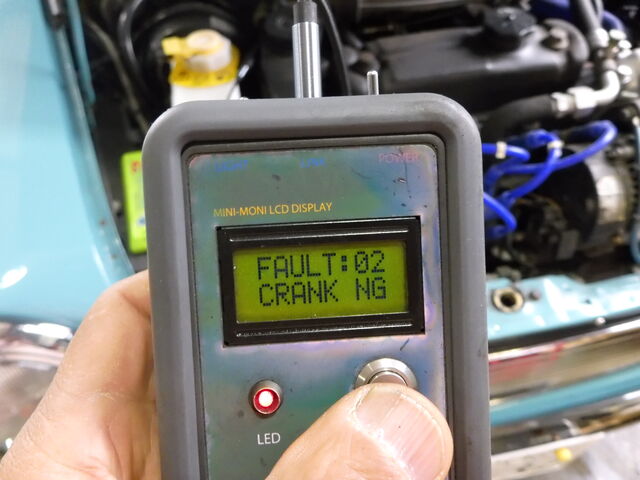 POWER
MINI-MONI LCD DISPLAY
FAULT:02
CRANK NG
LED